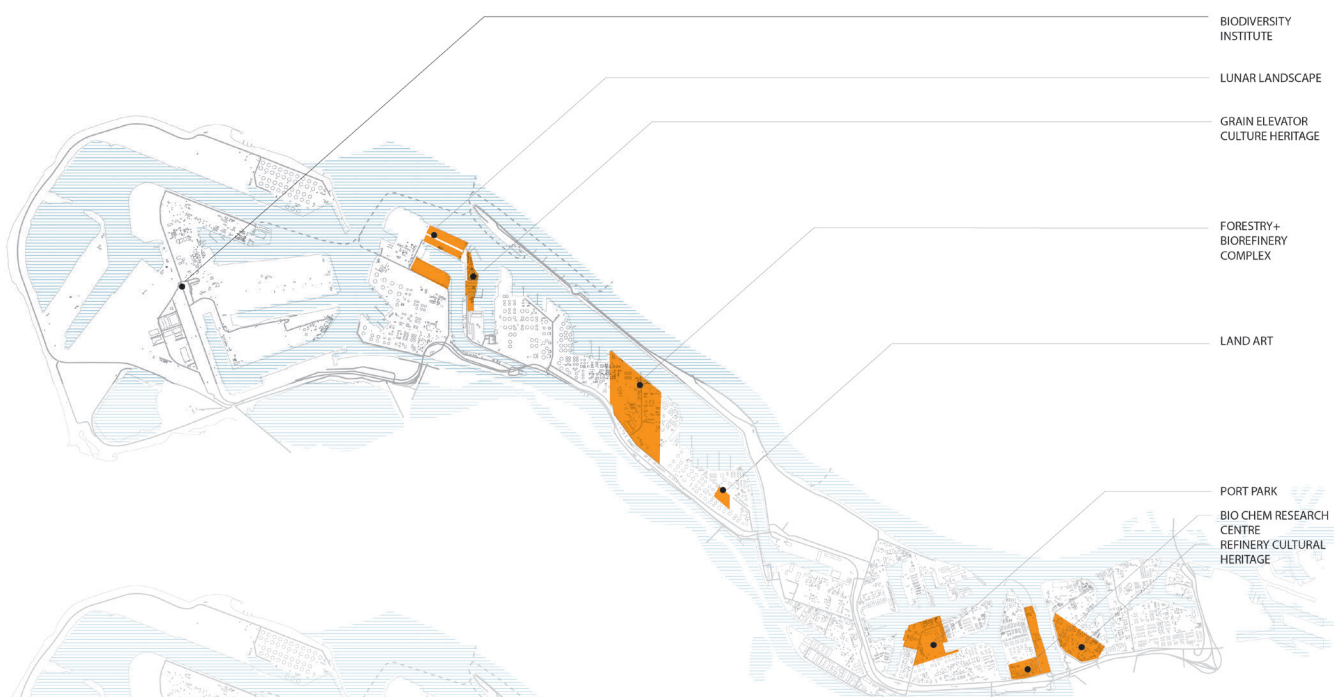 BIODIVERSITY
INSTITUTE
LUNAR LANDSCAPE
GRAIN ELEVATOR
CULTURE HERITAGE
FORESTRY+
BIOREFINERY
COMPLEX
LAND ART
PORT PARK
BIO CHEM RESEARCH
CENTRE
REFINERY CULTURAL
HERITAGE